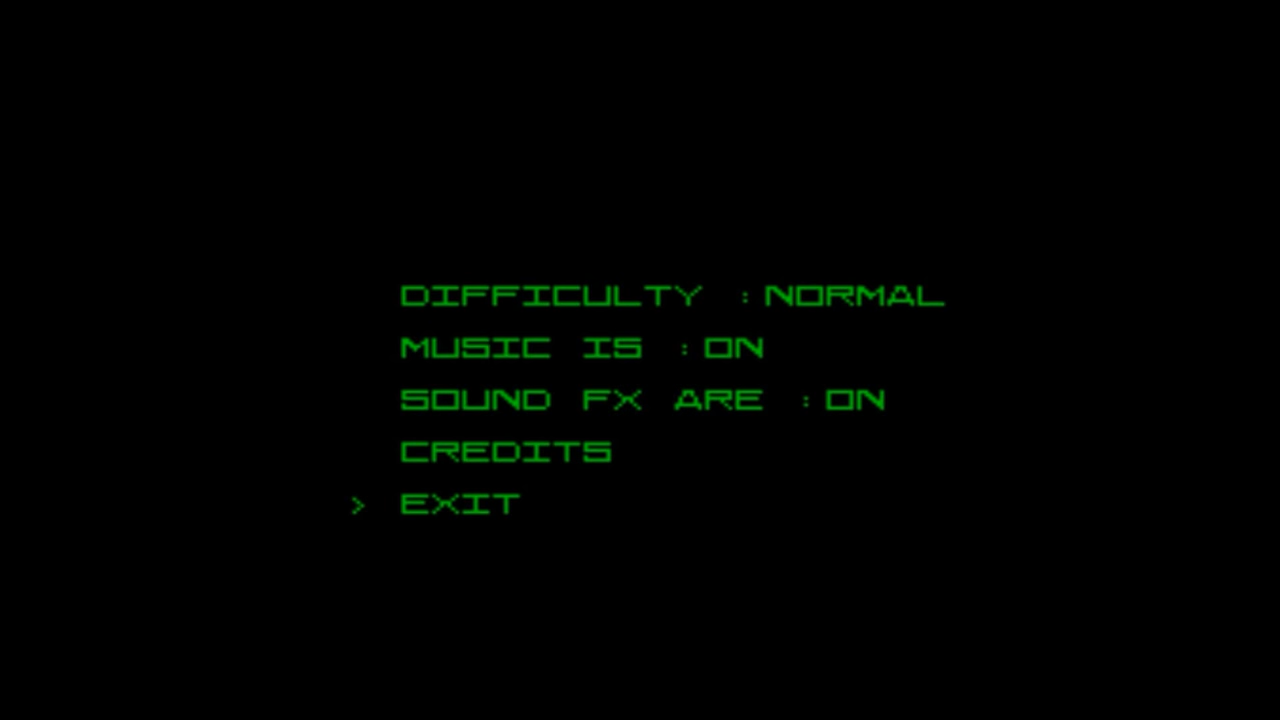 DIFFICULTY :NORMAL
MUSIC IS :ON
SOUND FX ARE :ON
CREDITS
> EXIT